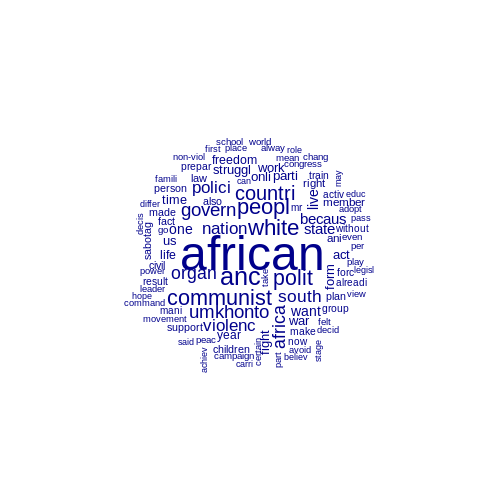 school world
first place alway role
non-viol freedom mean chang
congress
prepar struggl work
famili law can onli parti train may
person polici right
differ time also countri live activ educ
decis made govern peopl mr member adopt
fact becaus pass
sabotag go one nation white state without
us ani even
life african act per
civil play
power organ anc polit form forc legisl
result take alreadi
leader communist south plan view
hope
command mani umkhonto africa want group
movement violenc war felt
support year fight make decid
said peac now
children certain avoid
achiev campaign part believ stage
carri